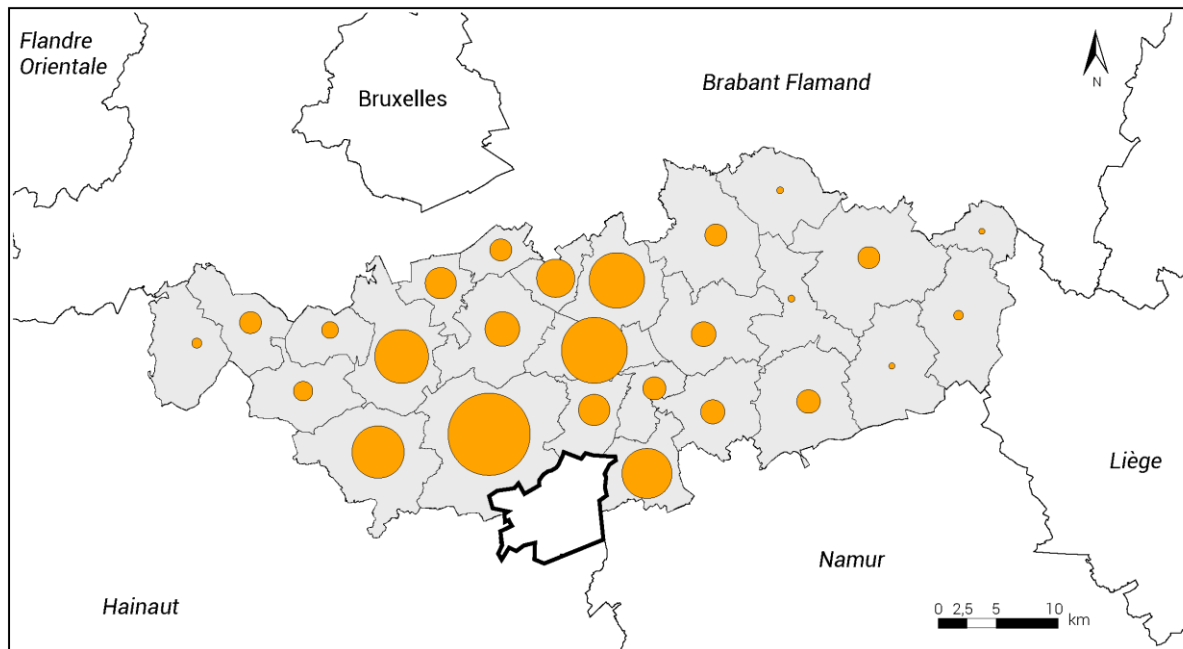 Flandre
Orientale
Bruxelles
Brabant Flamand
N
Liège
Namur
Hainaut
0 2,5 5 10 km